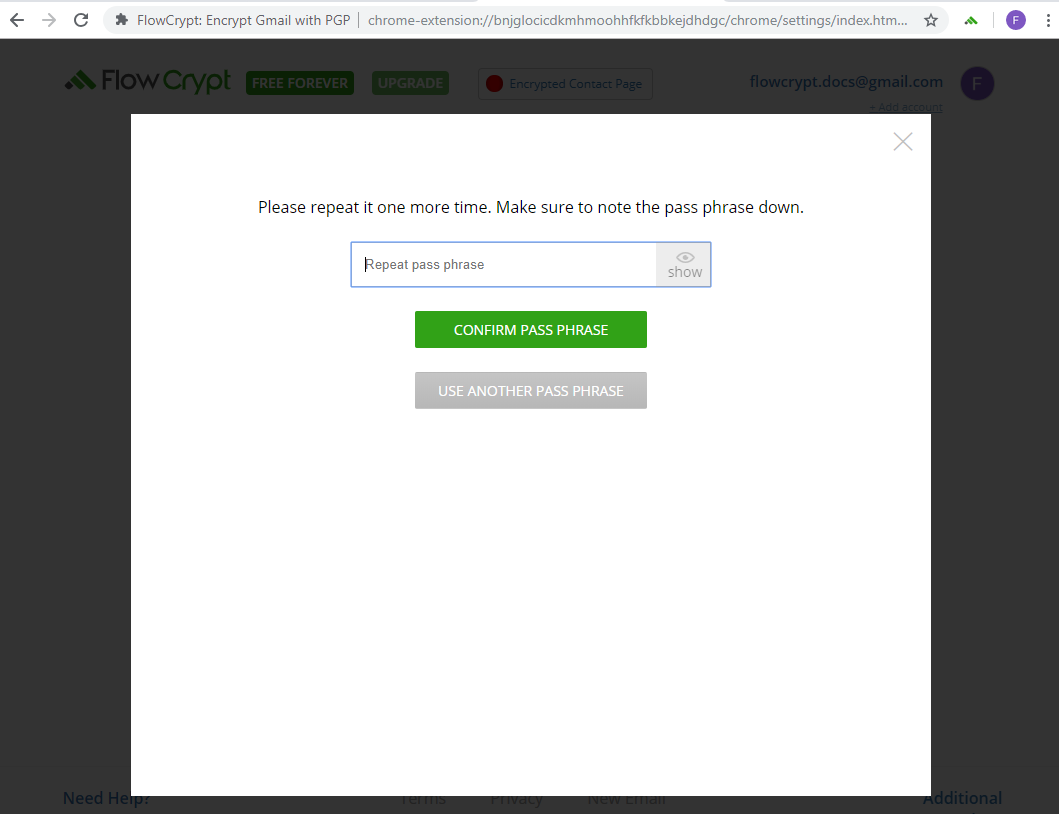 FlowCrypt: Encrypt Gmail with PGP | chrome-extension://bnjglocicdkmhmoohhfkfkbbkejdhdgc/chrome/settings/index.htm... F
FlowCrypt FREE FOREVER UPGRADE Encrypted Contact Page flowcrypt.docs@gmail.com F
+ Add account
Please repeat it one more time. Make sure to note the pass phrase down.
Repeat pass phrase
show
CONFIRM PASS PHRASE
USE ANOTHER PASS PHRASE
Need Help? Terms Privacy New Email Additional